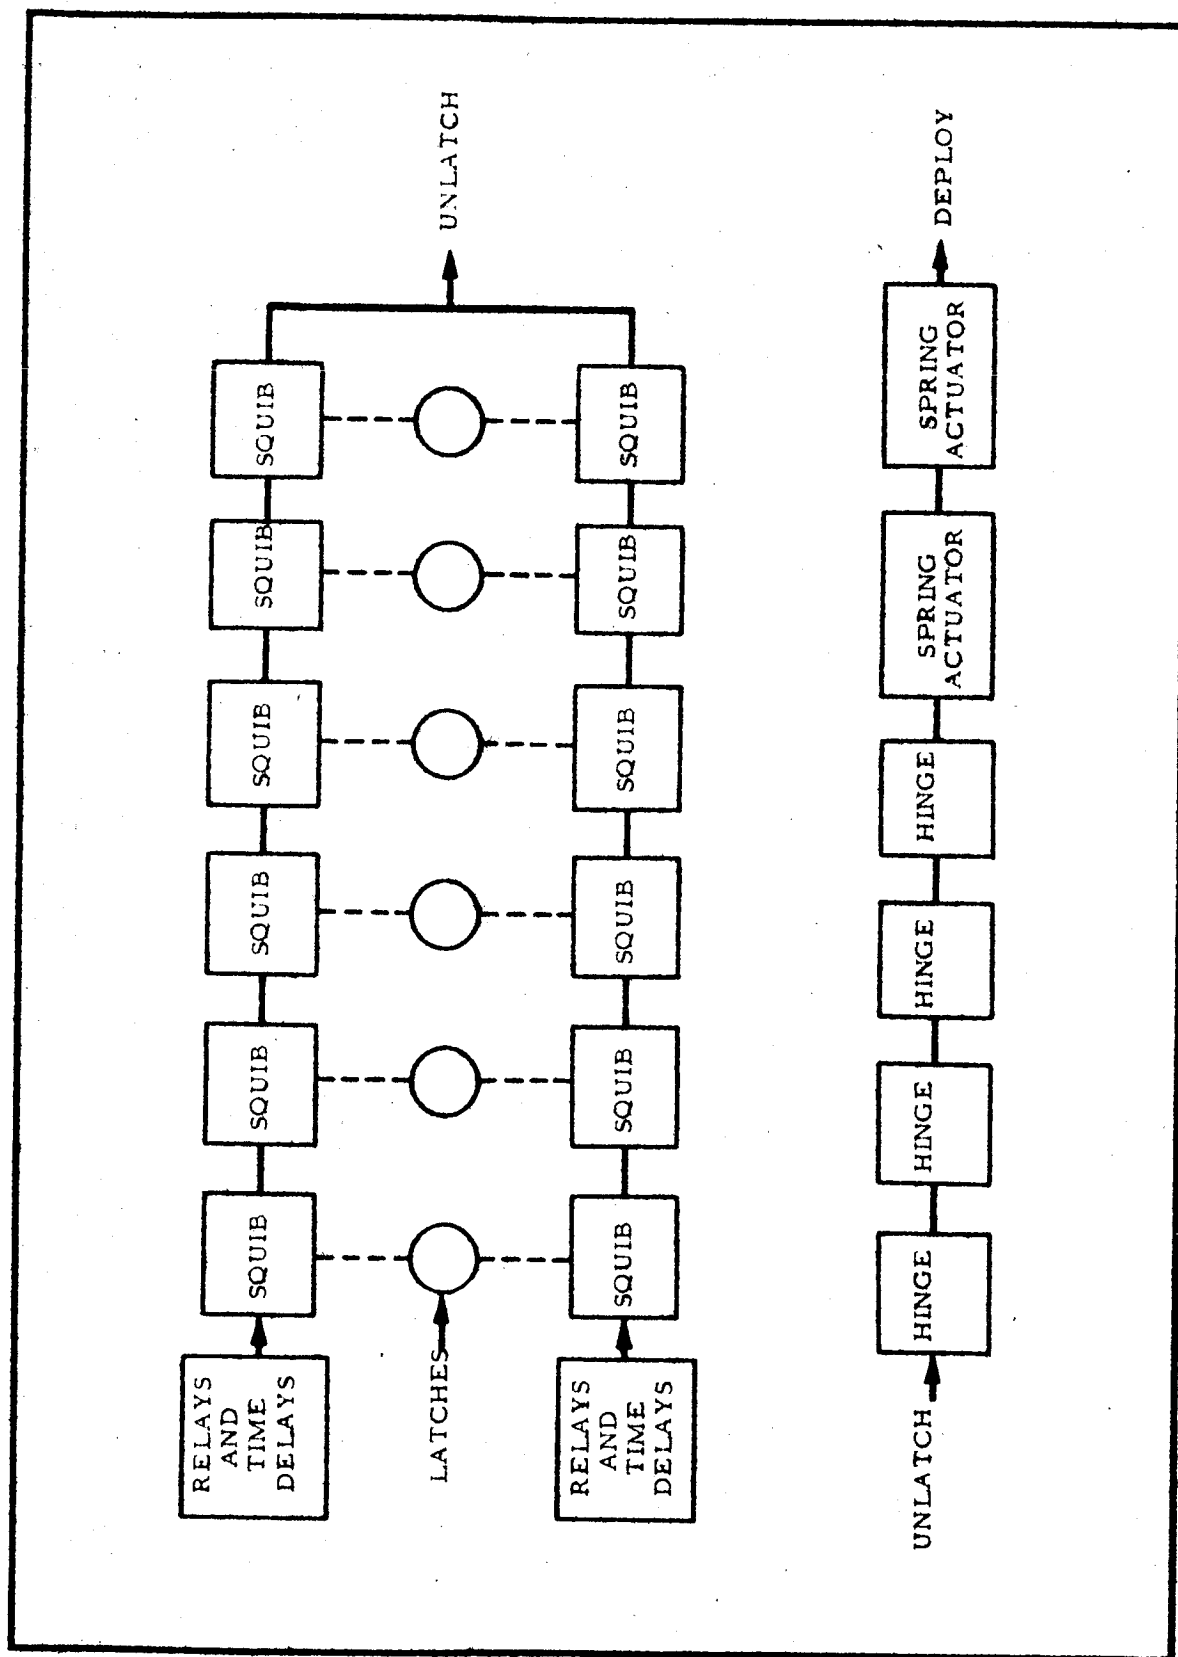 RELAYS
AND
TIME
DELAYS
SQUIB
SQUIB
SQUIB
SQUIB
SQUIB
SQUIB
LATCHES
UNLATCH
RELAYS
AND
TIME
DELAYS
SQUIB
SQUIB
SQUIB
SQUIB
SQUIB
SQUIB
UNLATCH
HINGE
HINGE
HINGE
HINGE
SPRING
ACTUATOR
SPRING
ACTUATOR
DEPLOY